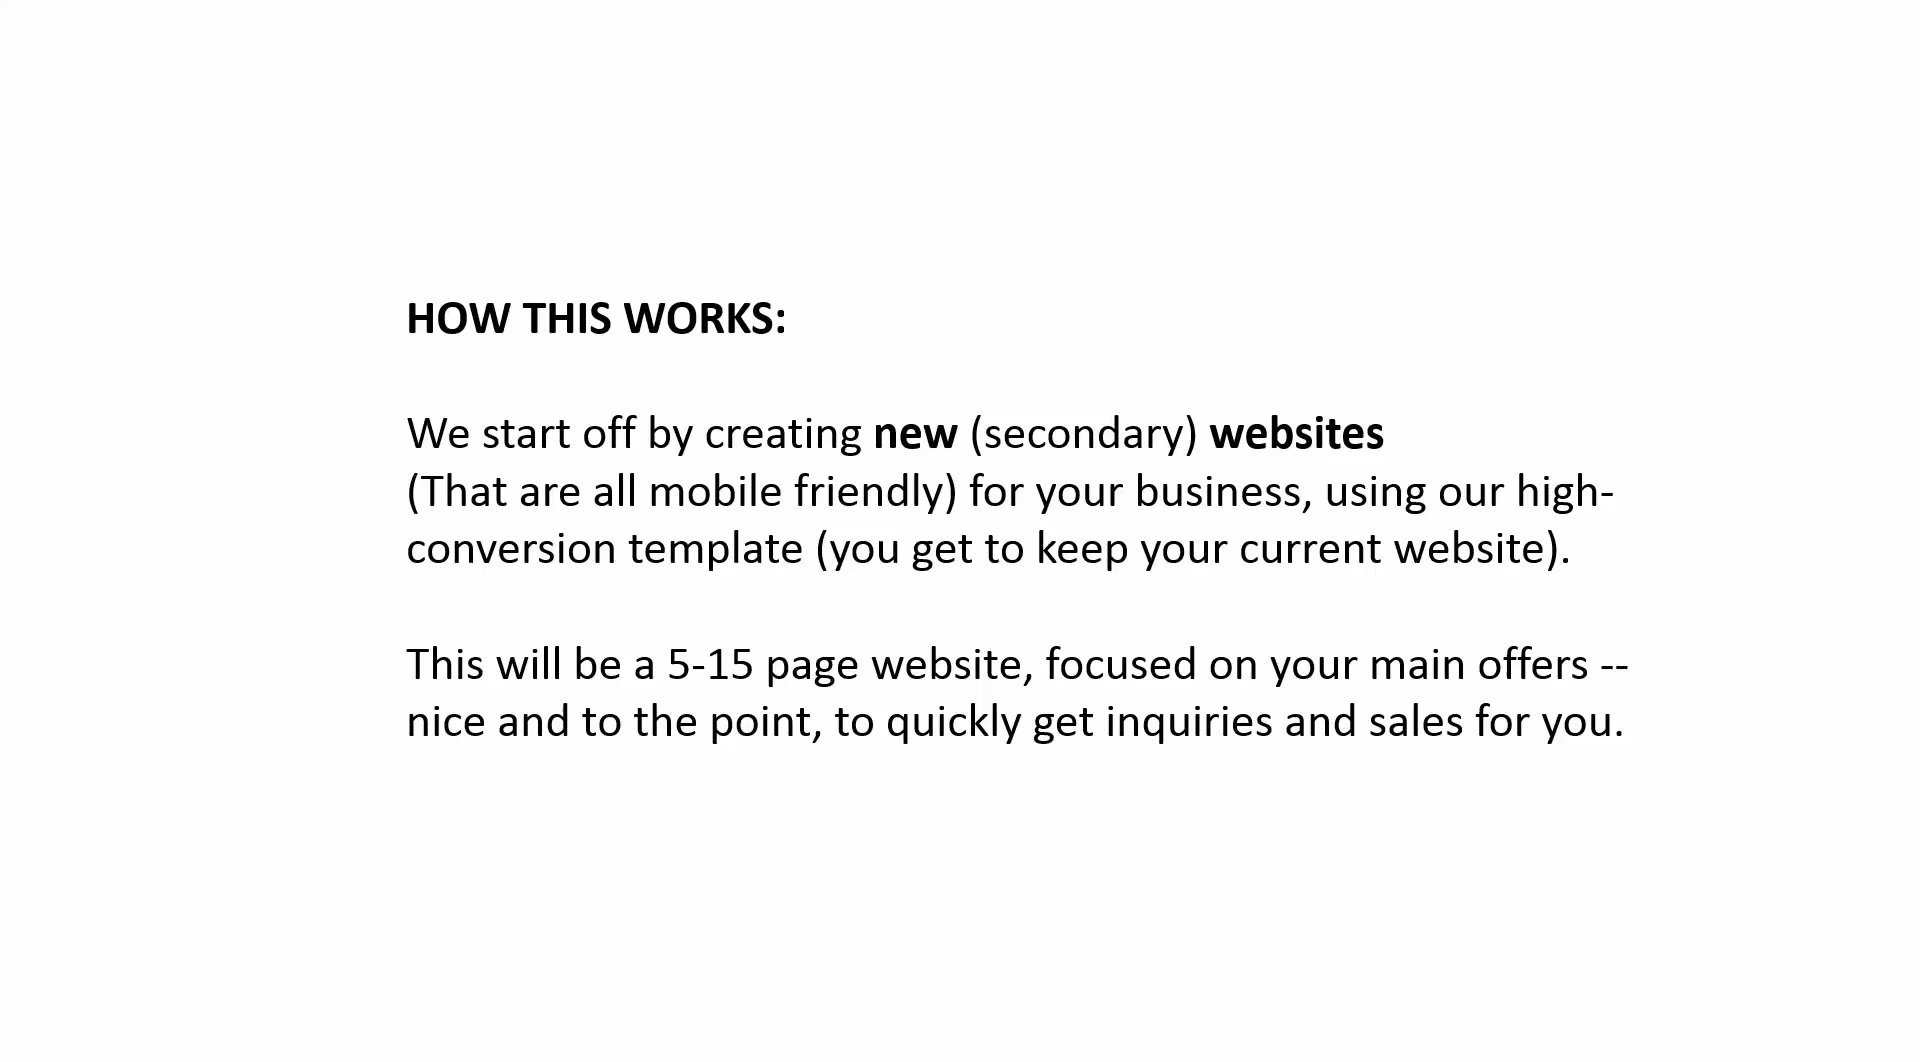 HOW THIS WORKS:
We start off by creating new (secondary) websites
(That are all mobile friendly) for your business, using our high-
conversion template (you get to keep your current website).
This will be a 5-15 page website, focused on your main offers --
nice and to the point, to quickly get inquiries and sales for you.